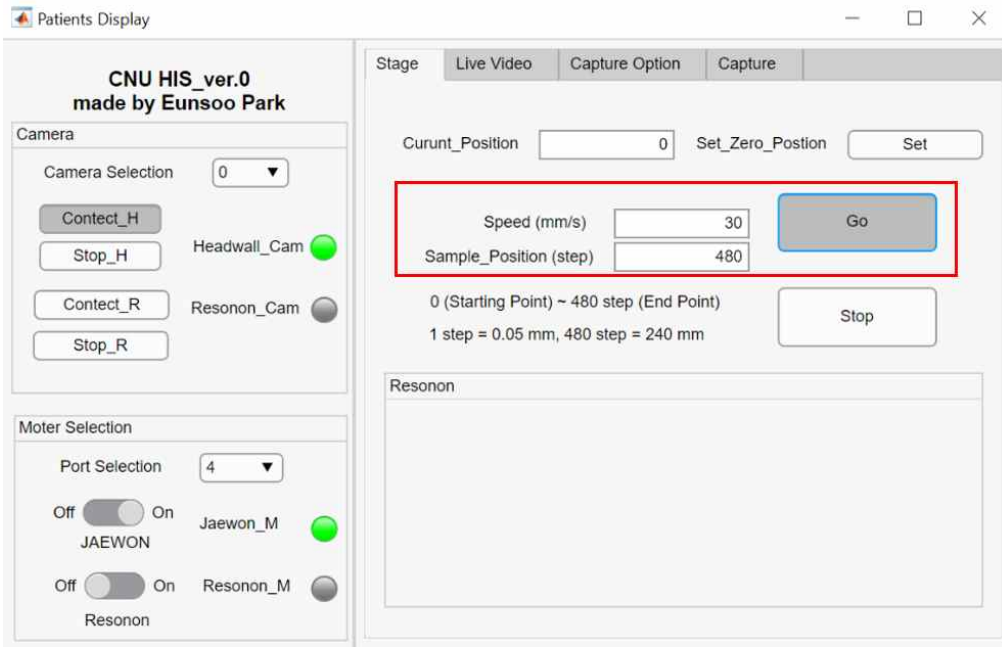 Patients Display
CNU HIS_ver.0
made by Eunsoo Park
Camera
Camera Selection 0
Contect_H
Stop_H
Headwall_Cam
Contect_R
Resonon_Cam
Stop_R
Moter Selection
Port Selection 4
Off On
Jaewon_M
JAEWON
Off On
Resonon_M
Resonon
Stage Live Video Capture Option Capture
Curunt_Position 0 Set_Zero_Postion Set
Speed (mm/s) 30
Go
Sample_Position (step) 480
0 (Starting Point) ~ 480 step (End Point)
Stop
1 step = 0.05 mm, 480 step = 240 mm
Resonon